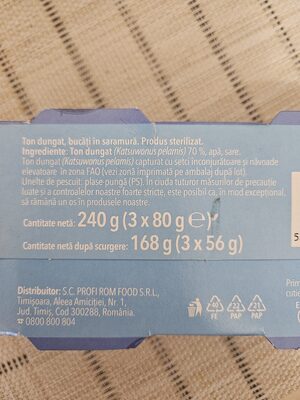 Ton dungat, bucăți în saramură. Produs sterilizat.
Ingrediente: Ton dungat (Katsuwonus pelamis) 70 %, apă, sare.
Ton dungat (Katsuwonus pelamis) capturat cu setci înconjurătoare și năvoade
elevatoare în zona FAO (vezi zonă imprimată pe ambalaj după lot).
Unelte de pescuit: plase-pungă (PS). În ciuda tuturor măsurilor de precauție
luate și a controalelor noastre foarte stricte, este posibil ca, în mod excepțional,
să rămână un os în produsele noastre.
Cantitate netă: 240 g (3 x 80 g ℮)
Cantitate netă după scurgere: 168 g (3 x 56 g)
Distribuitor: S.C. PROFI ROM FOOD S.R.L.,
Timișoara, Aleea Amiciției, Nr. 1,
Jud. Timiș, Cod 300288, România.
☎ 0800 800 804
40 22 21
FE PAP PAP
5